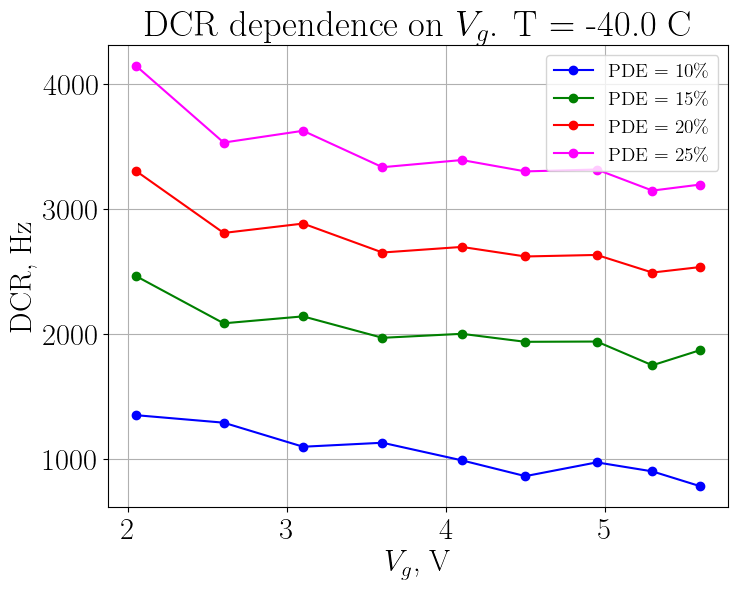 DCR dependence on V_g. T = -40.0 C
4000
3000
2000
1000
DCR, Hz
PDE = 10%
PDE = 15%
PDE = 20%
PDE = 25%
2 3 4 5
V_g, V